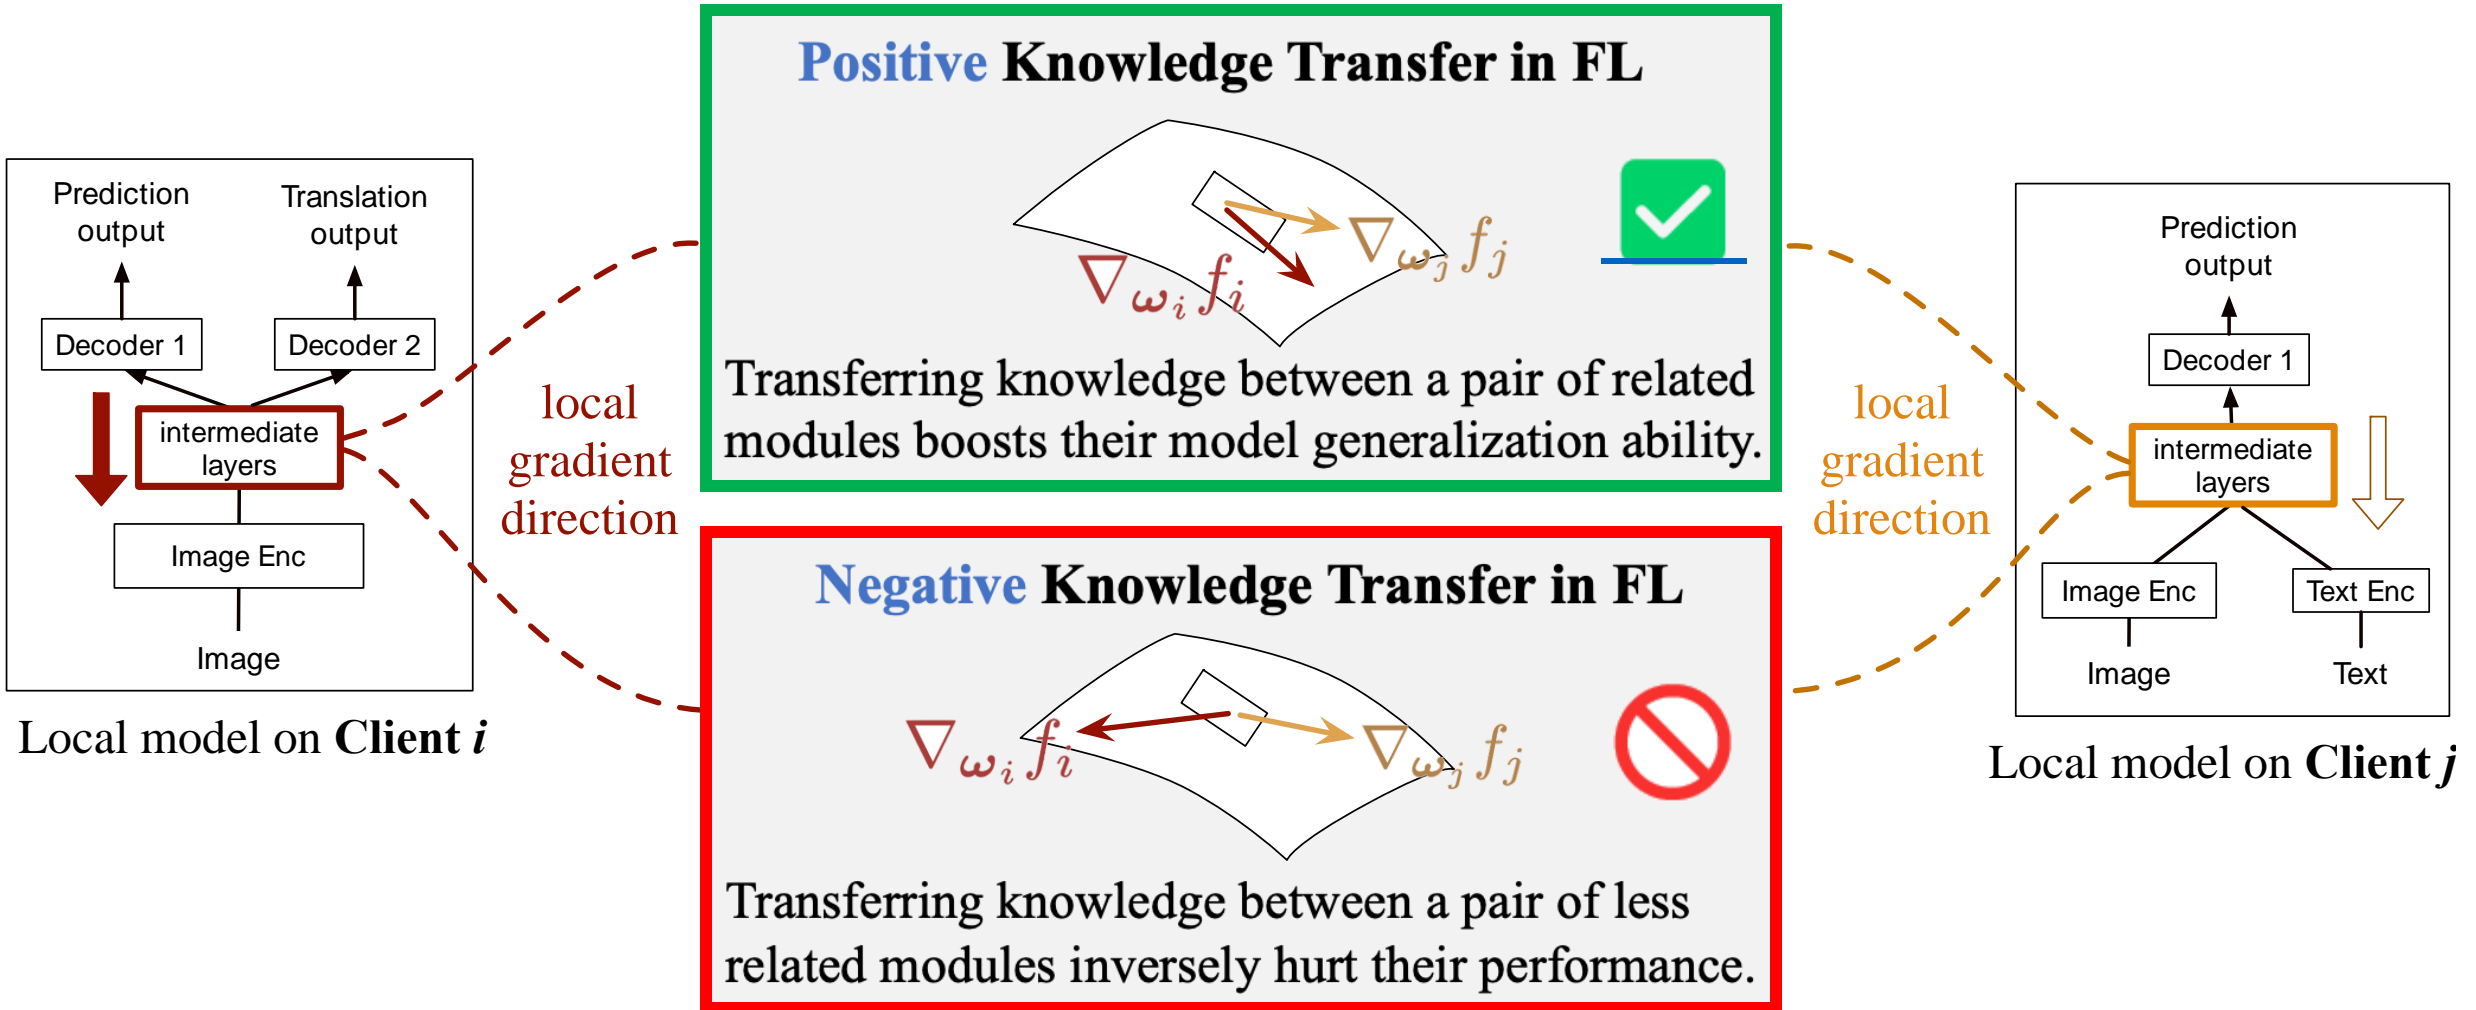 Prediction
output
Translation
output
Decoder 1
Decoder 2
intermediate
layers
Image Enc
Image
Local model on Client i
local
gradient
direction
Positive Knowledge Transfer in FL
∇ωj fj
∇ωi fi
Transferring knowledge between a pair of related
modules boosts their model generalization ability.
Negative Knowledge Transfer in FL
∇ωi fi
∇ωj fj
Transferring knowledge between a pair of less
related modules inversely hurt their performance.
local
gradient
direction
Prediction
output
Decoder 1
intermediate
layers
Image Enc
Text Enc
Image
Text
Local model on Client j